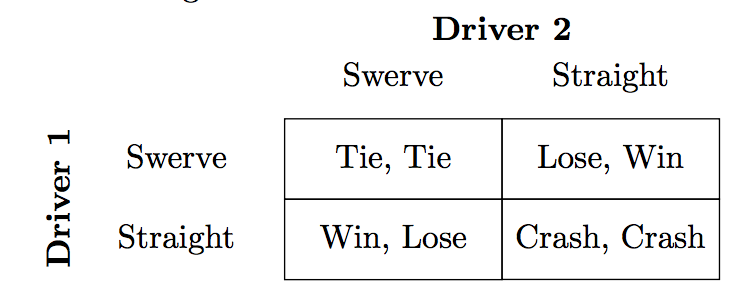 Driver 2
Swerve Straight
Driver 1
Swerve Tie, Tie Lose, Win
Straight Win, Lose Crash, Crash